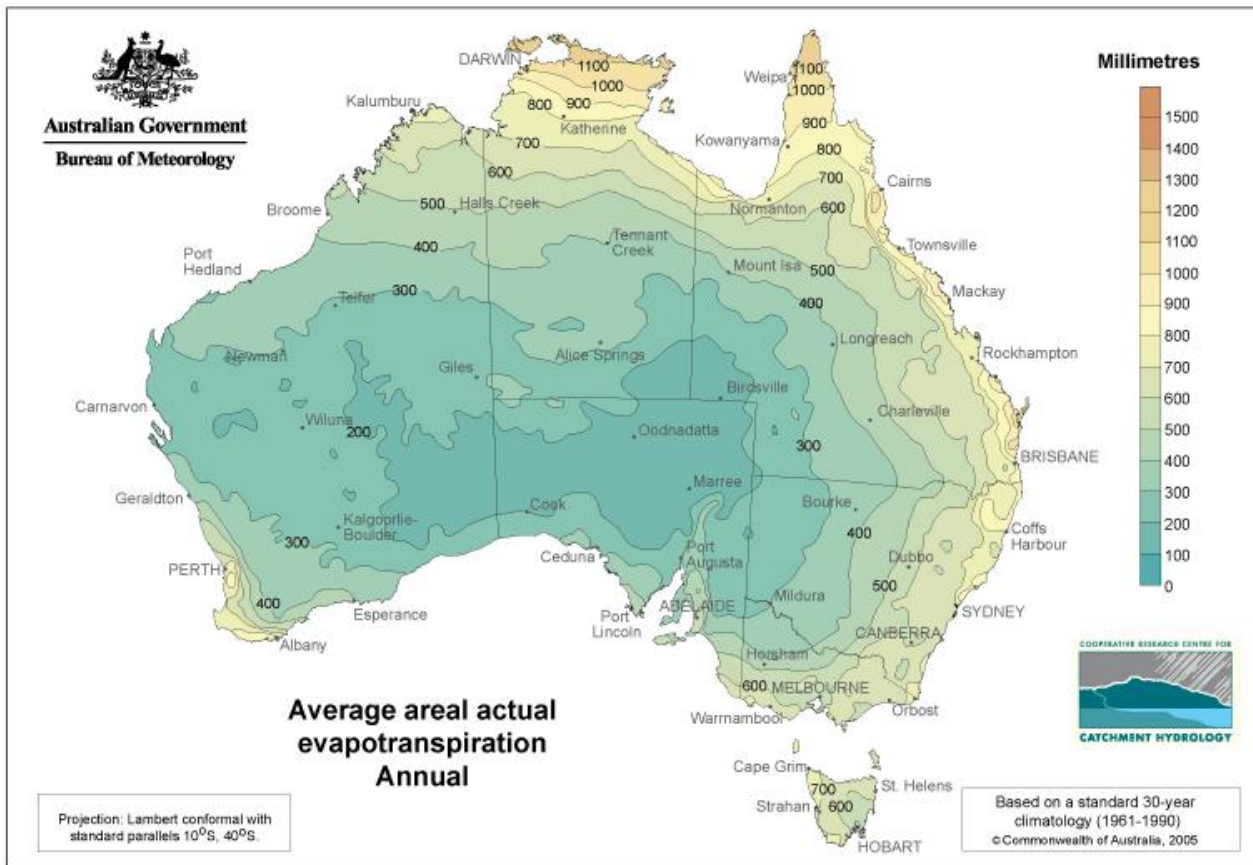 Australian Government
Bureau of Meteorology
DARWIN
1100
1000
800
900
Katherine
Kalumburu
700
600
500
Halls Creek
Broome
400
Tennant
Creek
Port
Hedland
300
Telfer
Newman
Giles
Alice Springs
Carnarvon
Wiluna
200
Oodnadatta
Geraldton
Kalgoorlie-
Boulder
300
Cook
Marree
PERTH
400
Esperance
Albany
Ceduna
Port
Augusta
Port
Lincoln
ADELAIDE
Weipa
1100
1000
900
Kowanyama
800
700
600
Cairns
Normanton
Townsville
Mount Isa
500
400
Mackay
Longreach
Rockhampton
Birdsville
Charleville
300
BRISBANE
Bourke
400
Coffs
Harbour
Dubbo
500
Mildura
SYDNEY
CANBERRA
Horsham
600
MELBOURNE
Orbost
Warrnambool
Cape Grim
700
St. Helens
Strahan
600
HOBART
Millimetres
1500
1400
1300
1200
1100
1000
900
800
700
600
500
400
300
200
100
0
COOPERATIVE RESEARCH CENTRE FOR
CATCHMENT HYDROLOGY
Average areal actual
evapotranspiration
Annual
Projection: Lambert conformal with
standard parallels 10°S, 40°S.
Based on a standard 30-year
climatology (1961-1990)
© Commonwealth of Australia, 2005